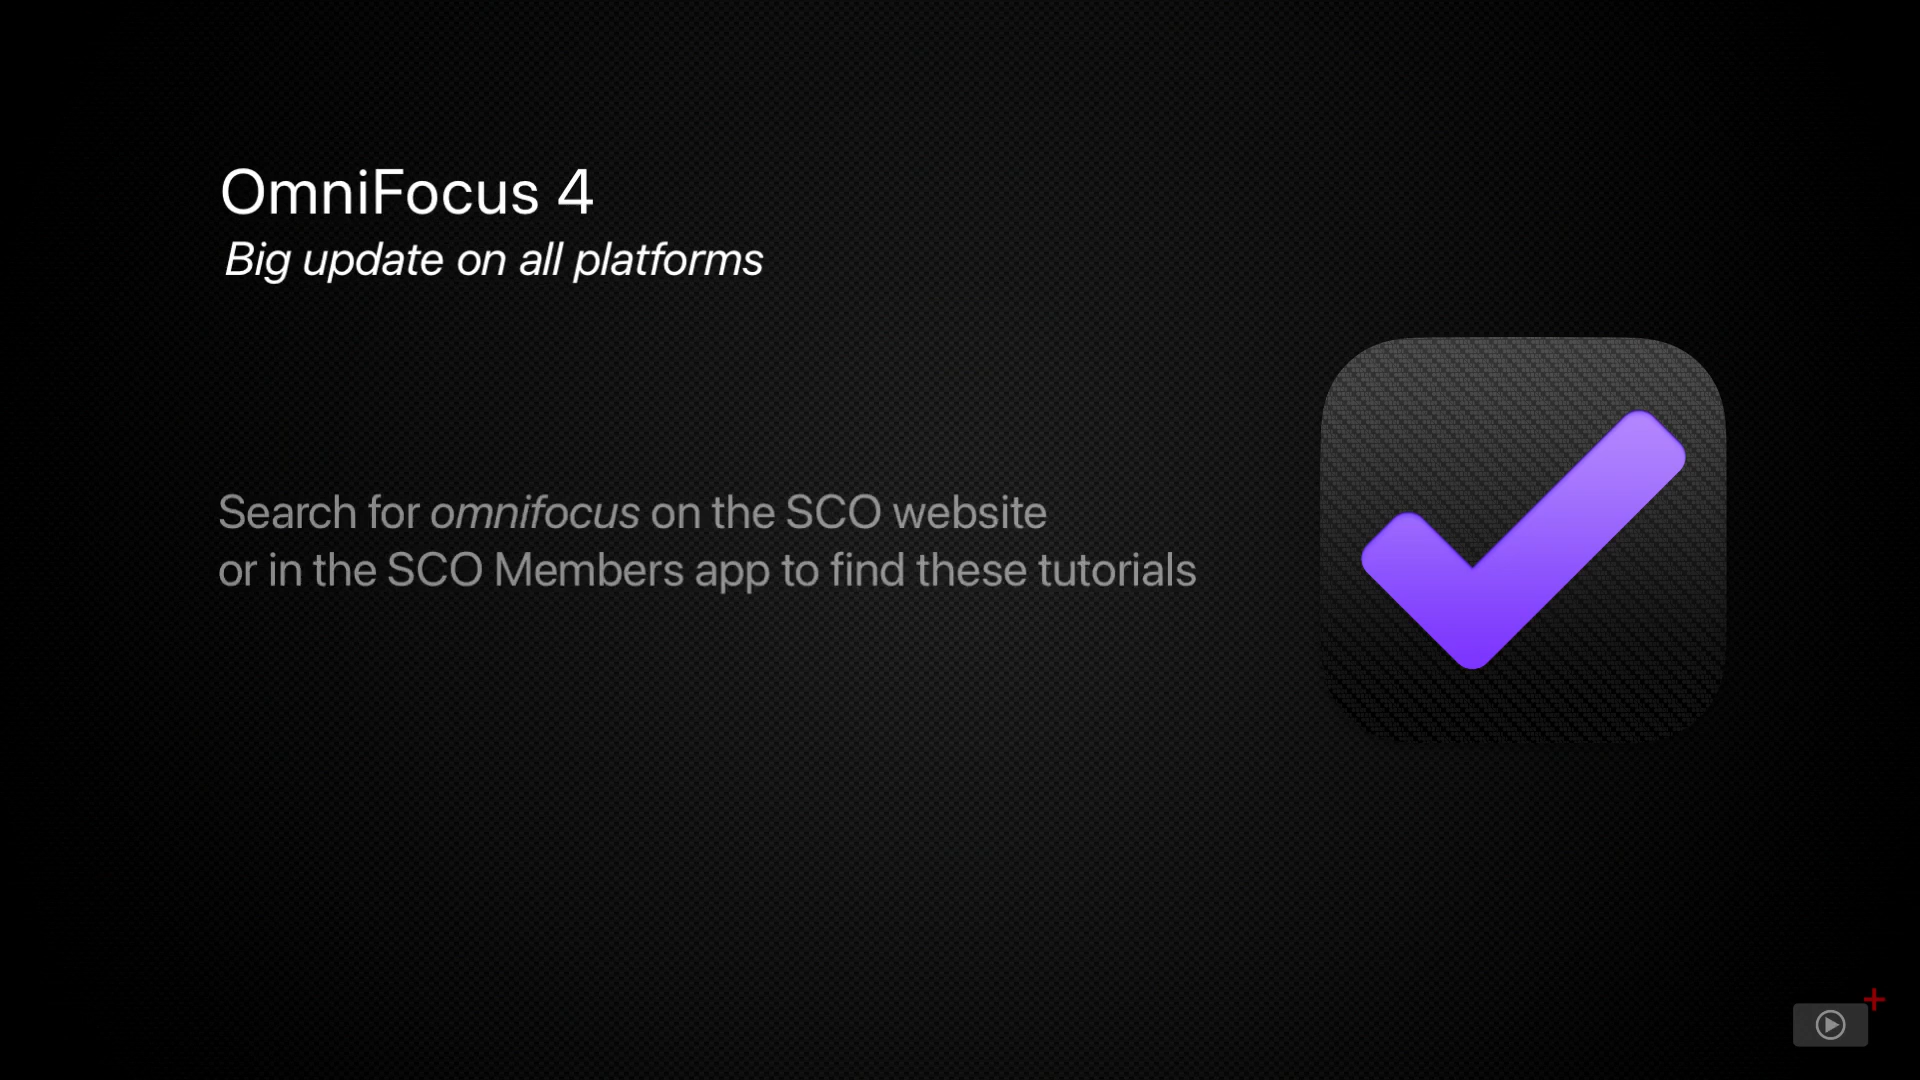 OmniFocus 4
Big update on all platforms
Search for omnifocus on the SCO website
or in the SCO Members app to find these tutorials